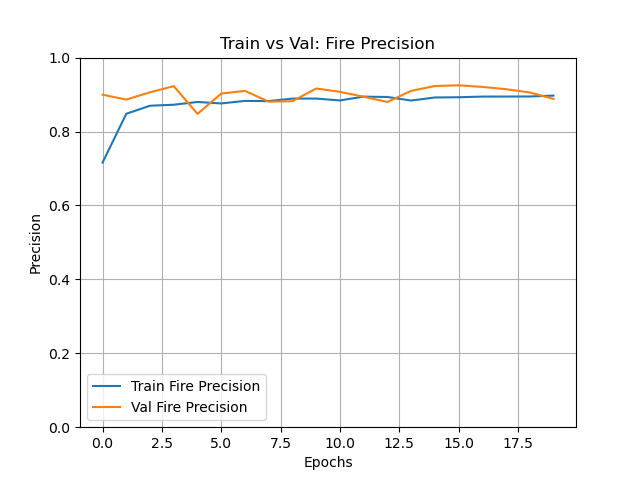 Train vs Val: Fire Precision
1.0
0.8
0.6
0.4
0.2
0.0
Precision
Train Fire Precision
Val Fire Precision
0.0 2.5 5.0 7.5 10.0 12.5 15.0 17.5
Epochs